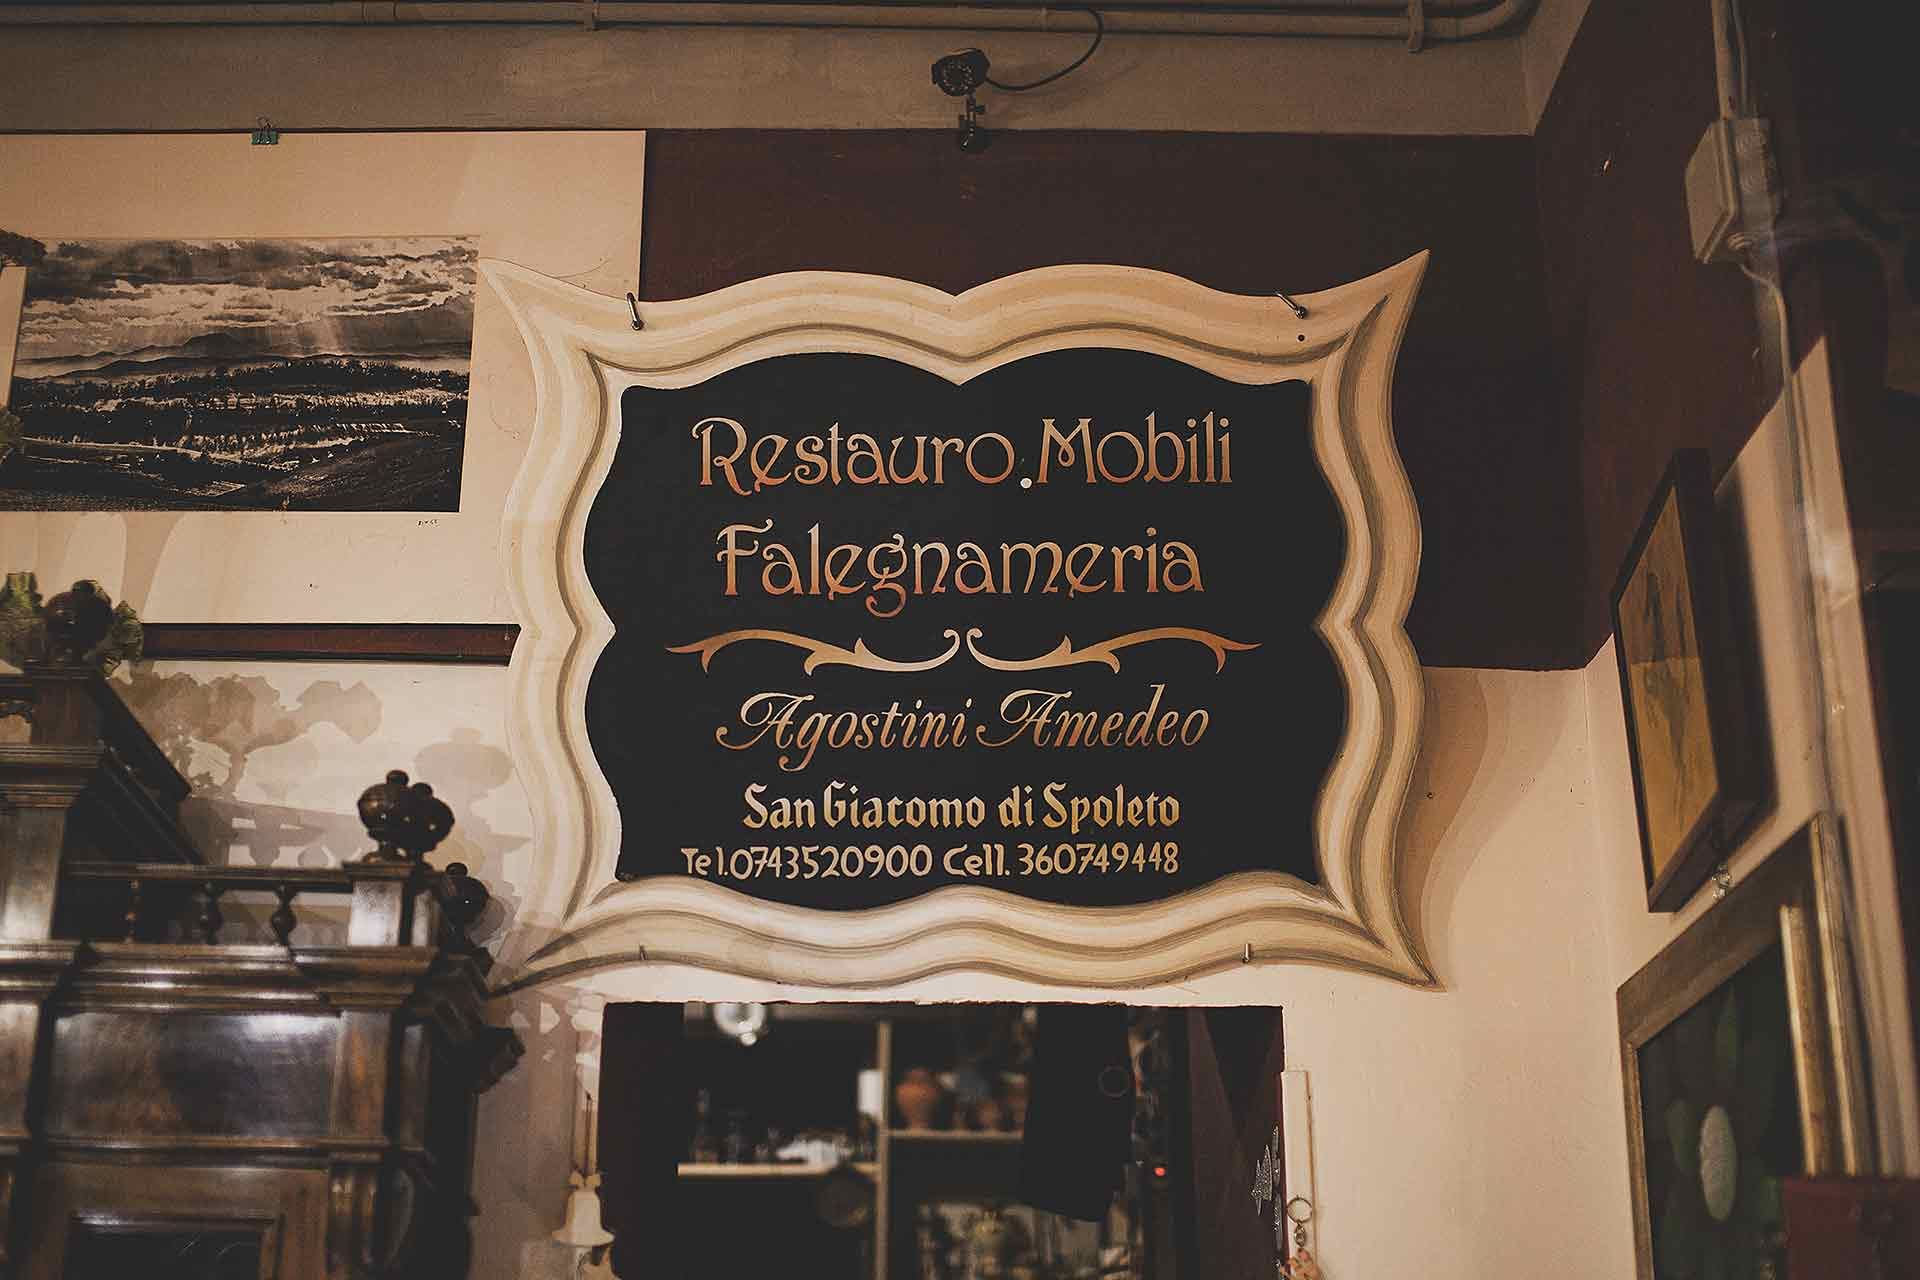 Restauro.Mobili
Falegnameria
Agostini Amedeo
San Giacomo di Spoleto
Tel.0743520900 Cell. 360749448